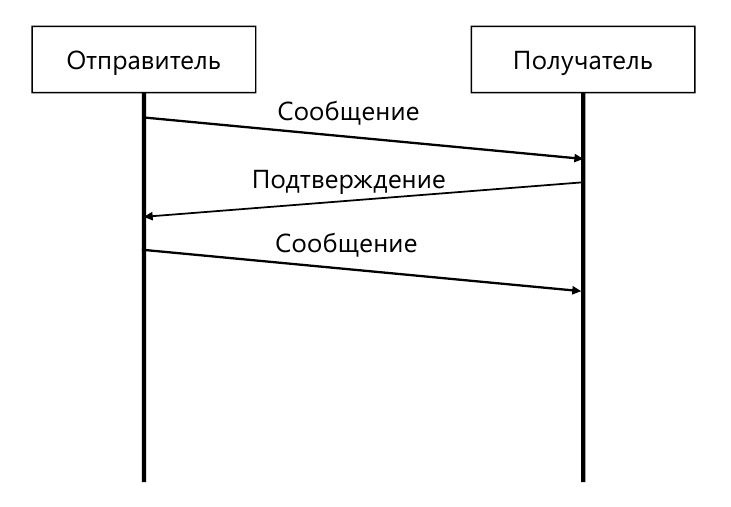 Отправитель
Получатель
Сообщение
Подтверждение
Сообщение